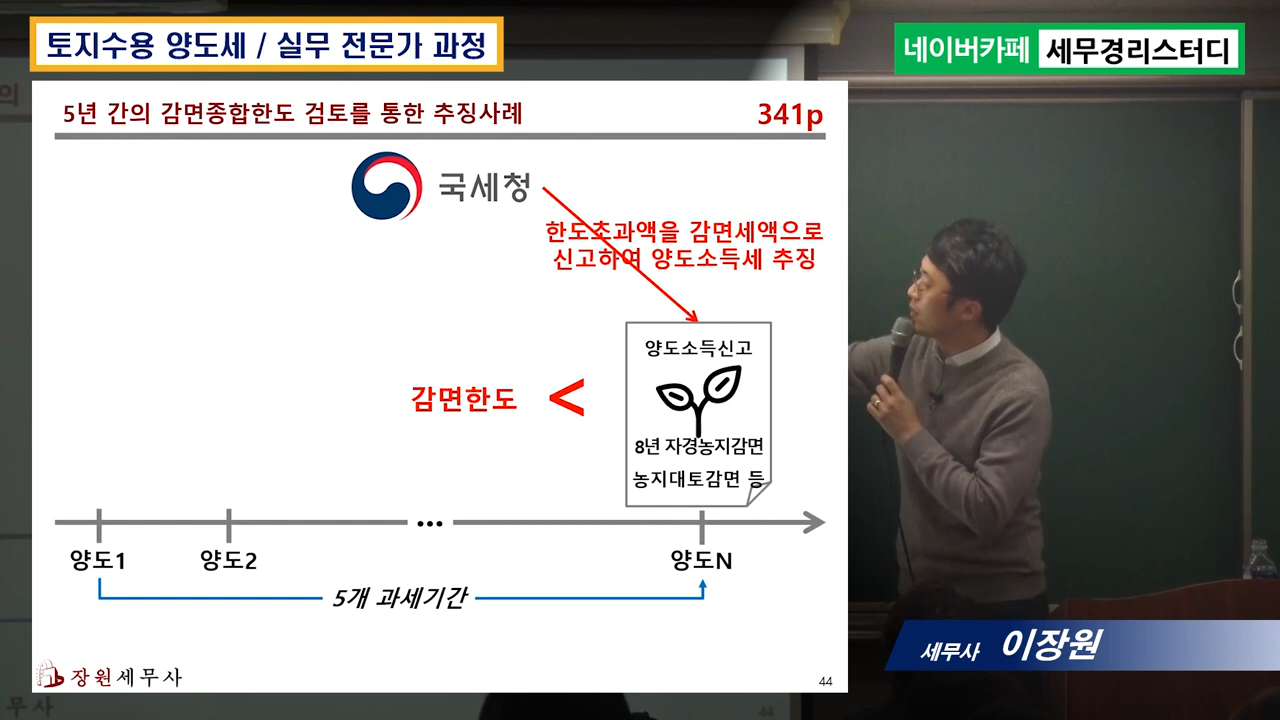 토지수용 양도세 / 실무 전문가 과정
네이버카페 세무경리스터디
5년 간의 감면종합한도 검토를 통한 추징사례
341p
국세청
한도초과액을 감면세액으로
신고하여 양도소득세 추징
양도소득신고
감면한도 <
8년 자경농지감면
농지대토감면 등
...
양도1
양도2
양도N
5개 과세기간
장원세무사
44
세무사 이장원
의
무사
44